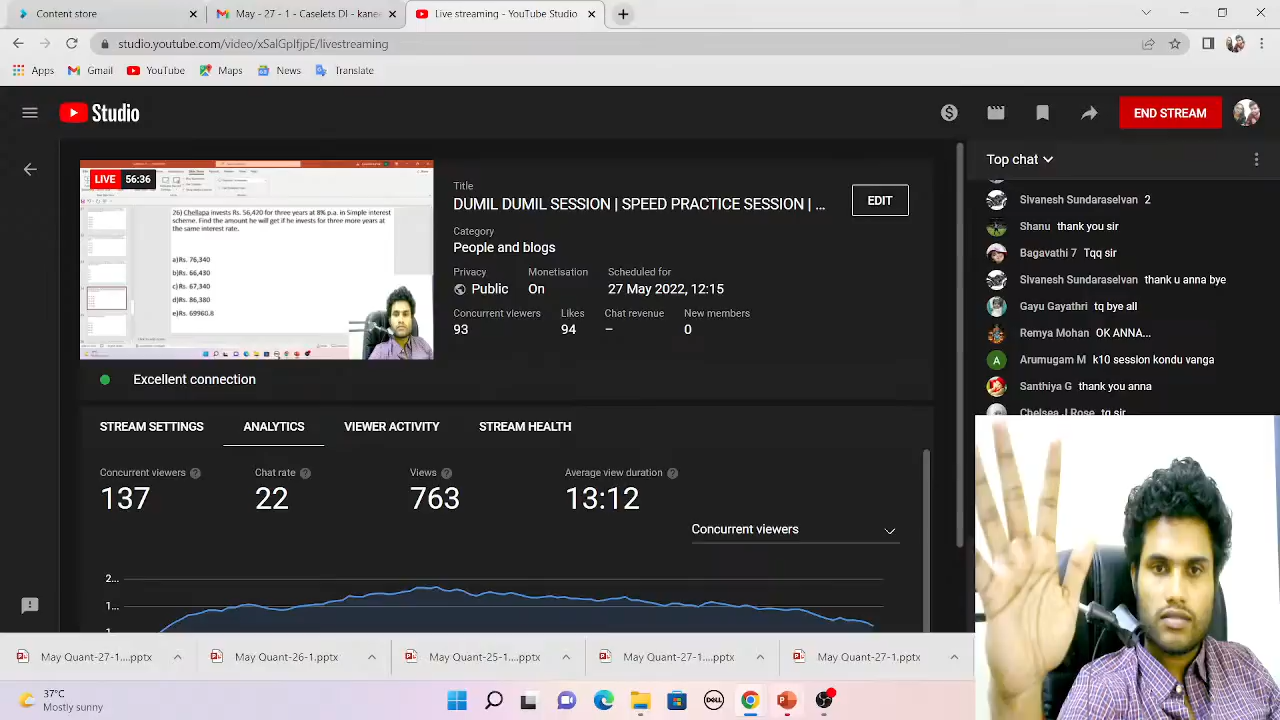 Content store
May 27 - 1 - Caselets DI - kane
Live streaming - YouTube Studio
studio.youtube.com/video/xSaIGpIfjpE/livestreaming
Apps
Gmail
YouTube
Maps
News
Translate
Studio
END STREAM
LIVE 56:36
26) Chellapa invests Rs. 56,420 for three years at 8% p.a. in Simple interest
scheme. Find the amount he will get if he invests for three more years at
the same interest rate.
a)Rs. 76,340
b)Rs. 66,430
c)Rs. 67,340
d)Rs. 86,380
e)Rs. 69960.8
Title
DUMIL DUMIL SESSION | SPEED PRACTICE SESSION | ...
EDIT
Category
People and blogs
Monetisation
Public
On
27 May 2022, 12:15
Concurrent viewers
Likes
New members
93
94
–
0
Excellent connection
STREAM SETTINGS
ANALYTICS
VIEWER ACTIVITY
STREAM HEALTH
Concurrent viewers
Chat rate
Views
Average view duration
137
22
763
13:12
Concurrent viewers
2...
1...
1
Top chat
SIvanesh Sundaraselvan 2
Shanu thank you sir
Bagavathi 7 Tqq sir
SIvanesh Sundaraselvan thank u anna bye
Gayu Gayathri tq bye all
Remya Mohan OK ANNA...
A Arumugam M k10 session kondu vanga
Santhiya G thank you anna
Chelsea J Rose tq sir
May Quant-27-1....pptx
May Quant-26-1.pptx
May Quant-25-1....pptx
May Quant-27-1....pptx
May Quant-27-1.pptx
37°C
Mostly sunny
DELL